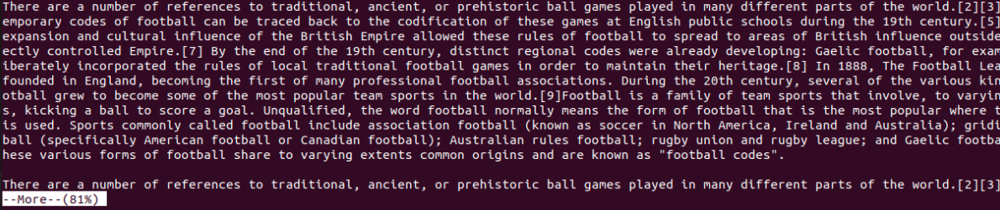 There are a number of references to traditional, ancient, or prehistoric ball games played in many different parts of the world.[2][3]
emporary codes of football can be traced back to the codification of these games at English public schools during the 19th century.[5]
expansion and cultural influence of the British Empire allowed these rules of football to spread to areas of British influence outside
ectly controlled Empire.[7] By the end of the 19th century, distinct regional codes were already developing: Gaelic football, for exam
iberately incorporated the rules of local traditional football games in order to maintain their heritage.[8] In 1888, The Football Lea
founded in England, becoming the first of many professional football associations. During the 20th century, several of the various kin
otball grew to become some of the most popular team sports in the world.[9]Football is a family of team sports that involve, to varyin
s, kicking a ball to score a goal. Unqualified, the word football normally means the form of football that is the most popular where t
is used. Sports commonly called football include association football (known as soccer in North America, Ireland and Australia); gridi
ball (specifically American football or Canadian football); Australian rules football; rugby union and rugby league; and Gaelic footba
hese various forms of football share to varying extents common origins and are known as "football codes".
There are a number of references to traditional, ancient, or prehistoric ball games played in many different parts of the world.[2][3]
--More--(81%)